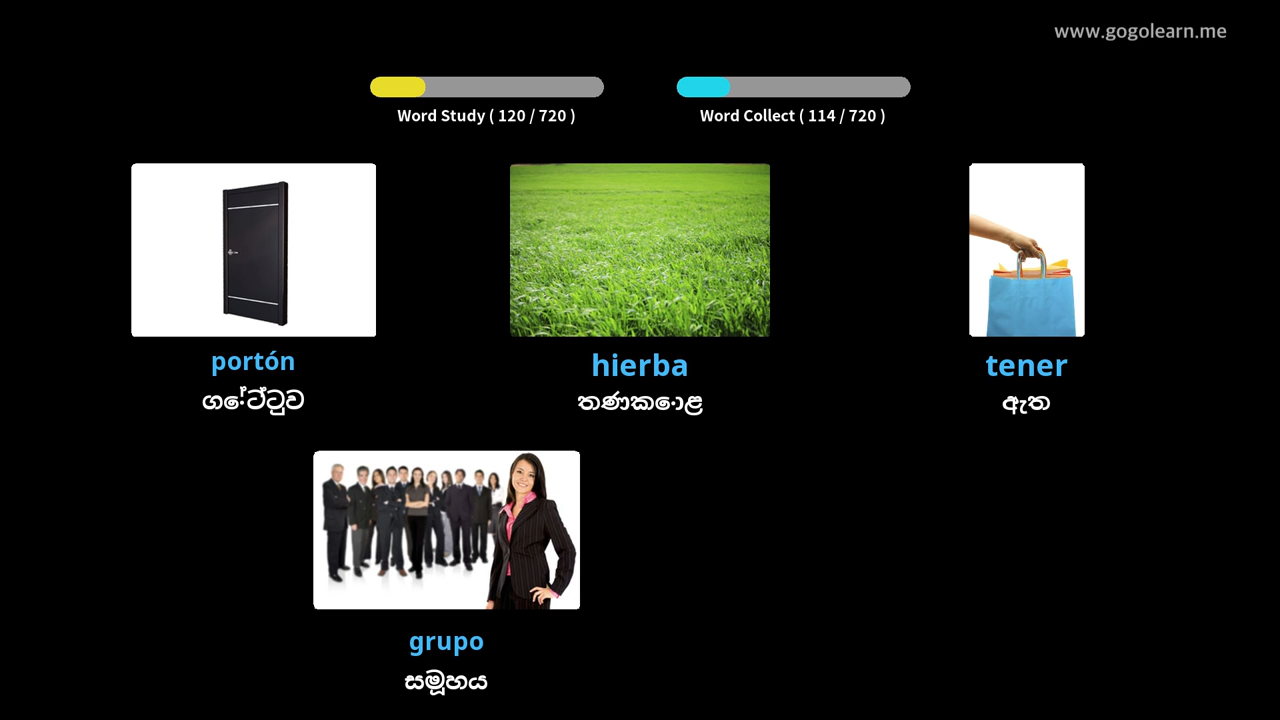 www.gogolearn.me
Word Study ( 120 / 720 )
Word Collect ( 114 / 720 )
portón
hierba
tener
ගේට්ටුව
තණකොළ
ඇත
grupo
සමූහය